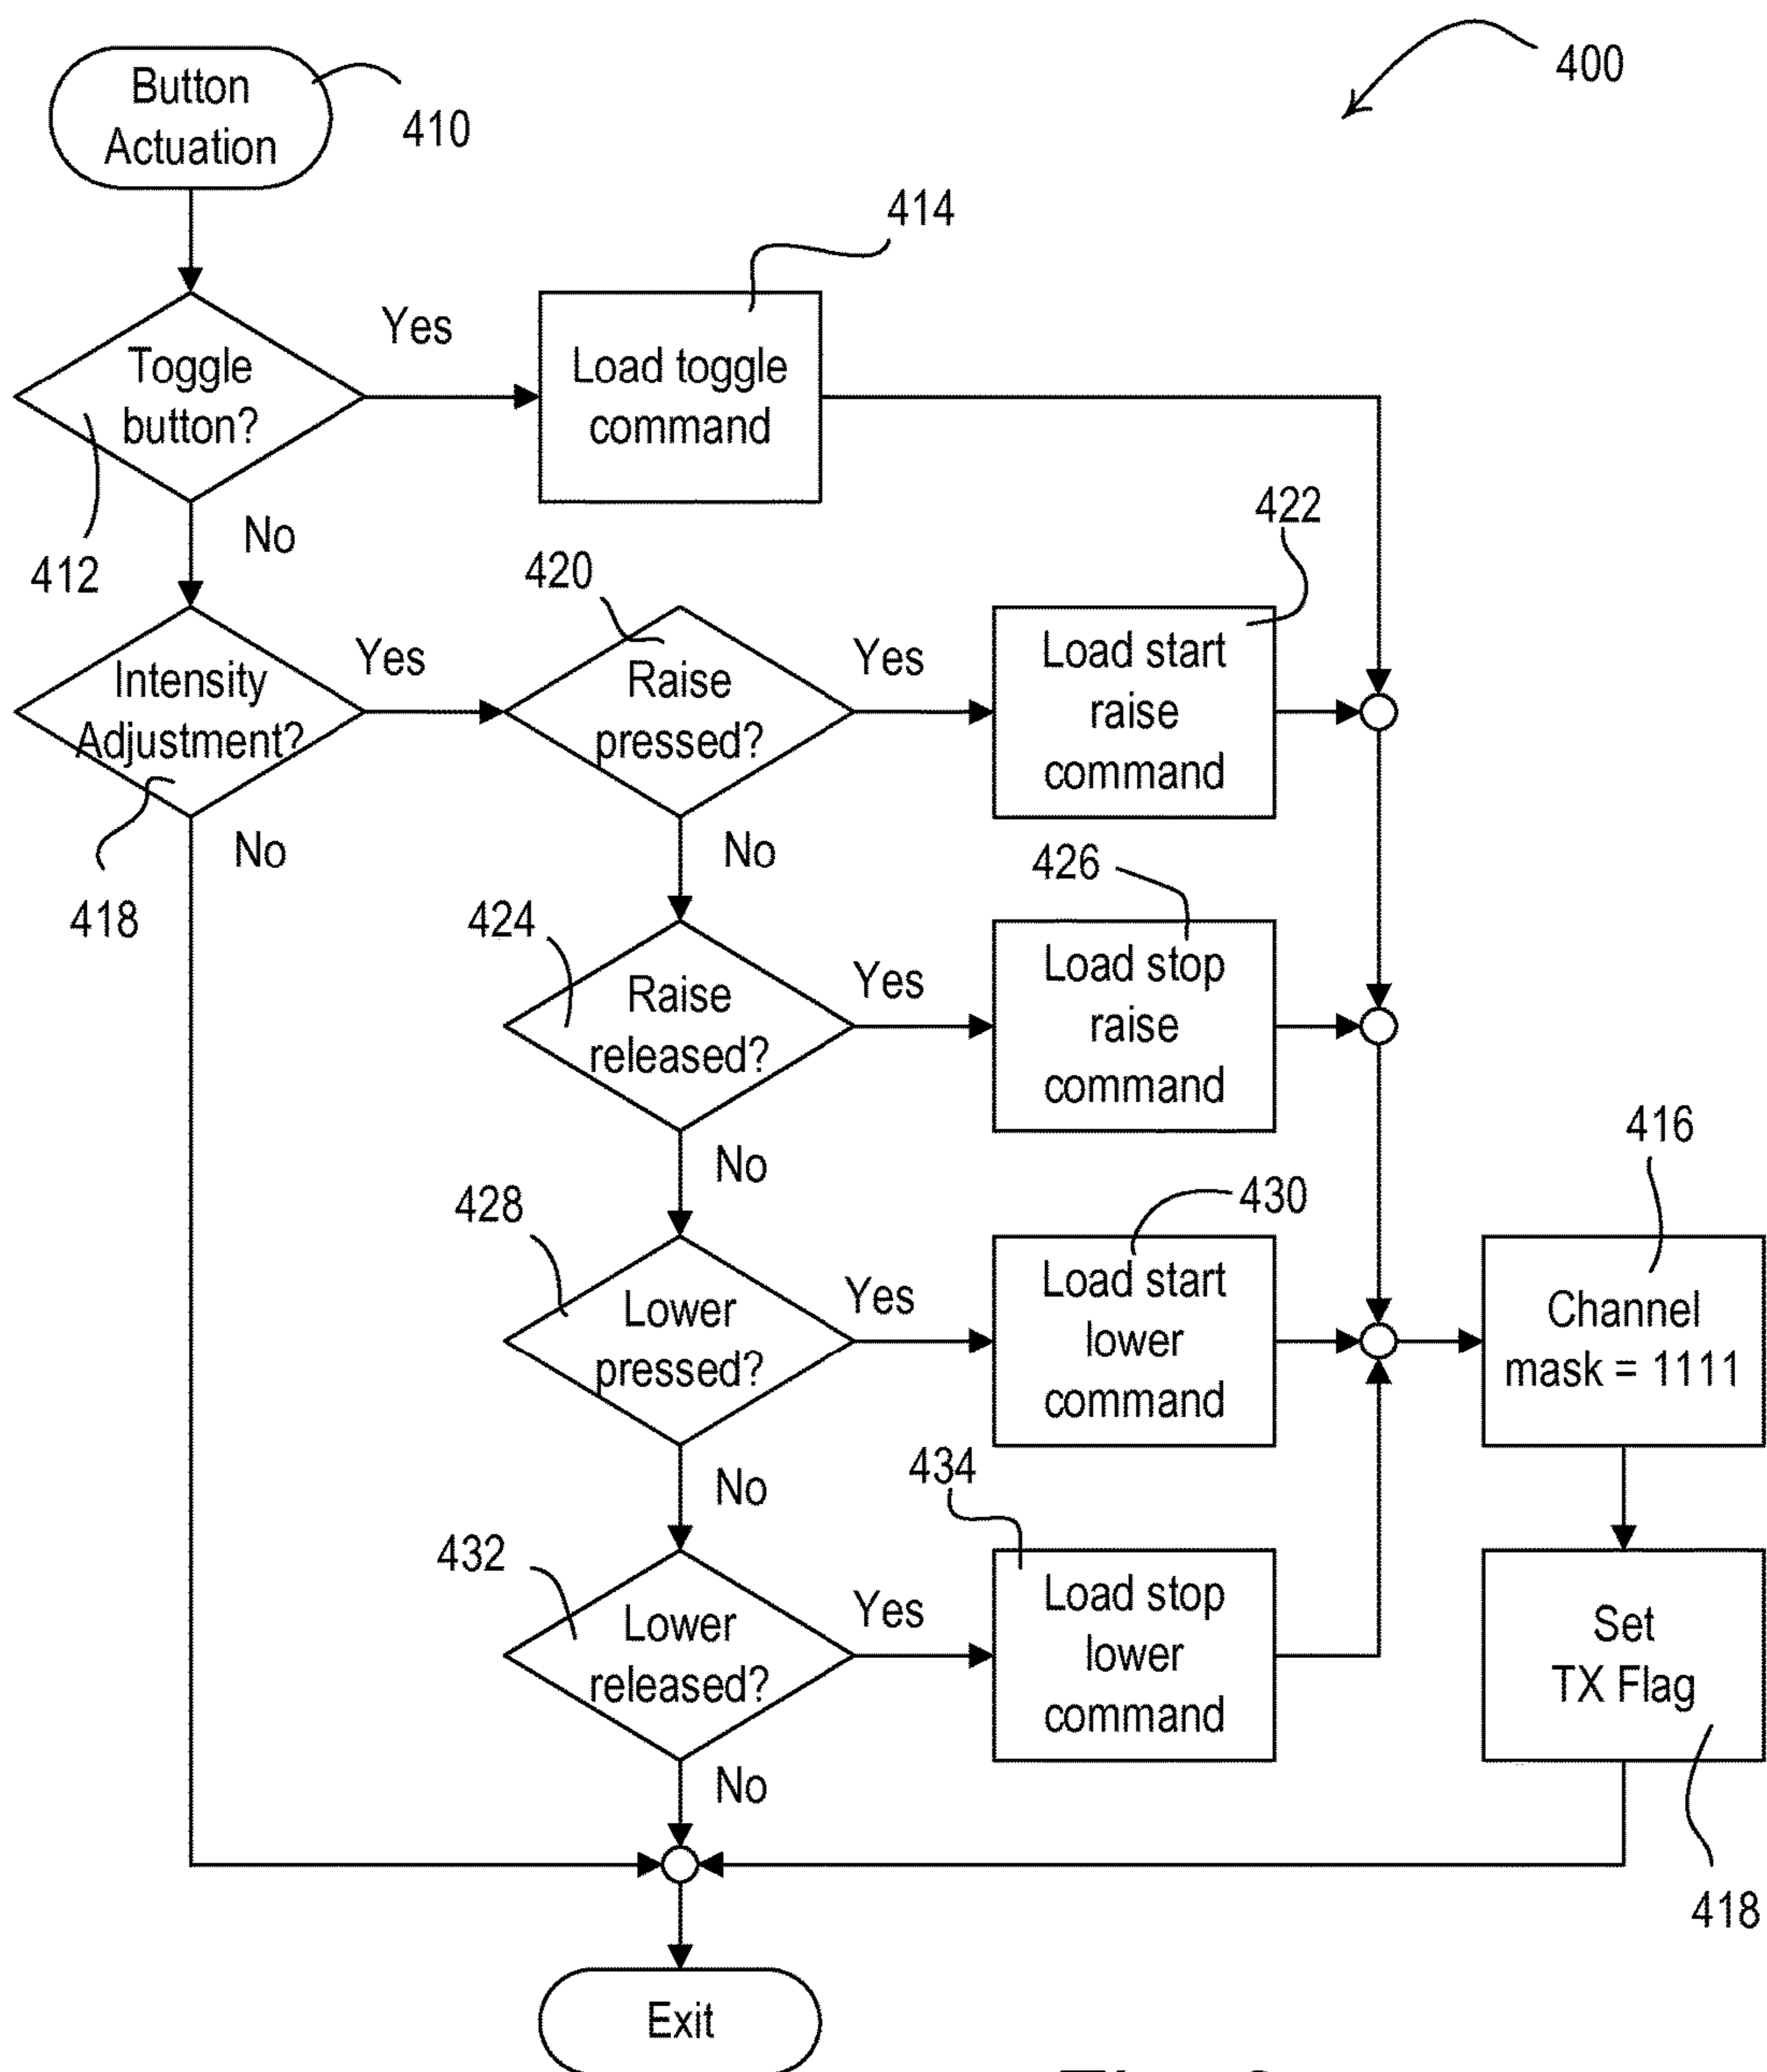 400
Button
Actuation
410
414
Toggle
button?
Yes
Load toggle
command
412
No
422
420
Intensity
Adjustment?
Yes
Raise
pressed?
Yes
Load start
raise
command
418
No
No
426
424
Raise
released?
Yes
Load stop
raise
command
416
No
428
430
Lower
pressed?
Yes
Load start
lower
command
Channel
mask = 1111
No
434
432
Lower
released?
Yes
Load stop
lower
command
Set
TX Flag
No
418
Exit